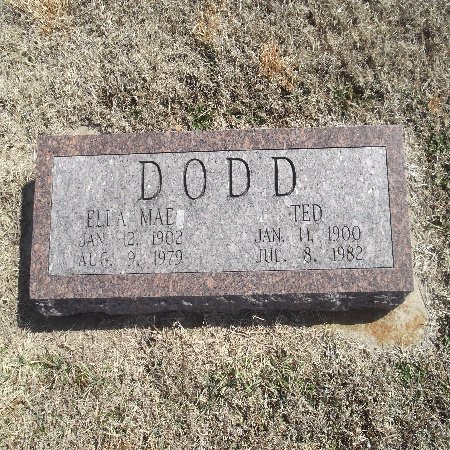 DODD
ELLA MAE TED
JAN. 12, 1902 JAN. 11, 1900
AUG. 9, 1979 JUL. 8, 1982